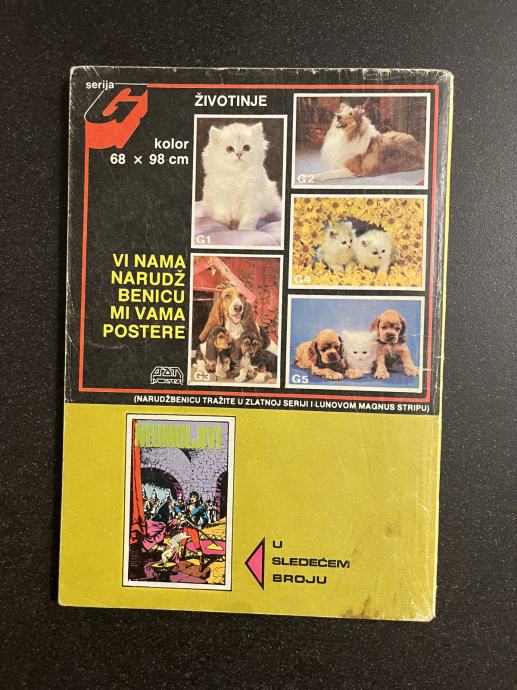 serija
G
ŽIVOTINJE
kolor
68 × 98 cm
VI NAMA
NARUDŽ
BENICU
MI VAMA
POSTERE
G1
G2
G4
G3
G5
(NARUDŽBENICU TRAŽITE U ZLATNOJ SERIJI I LUNOVOM MAGNUS STRIPU)
NEUMOLJIVI
U
SLEDEĆEM
BROJU